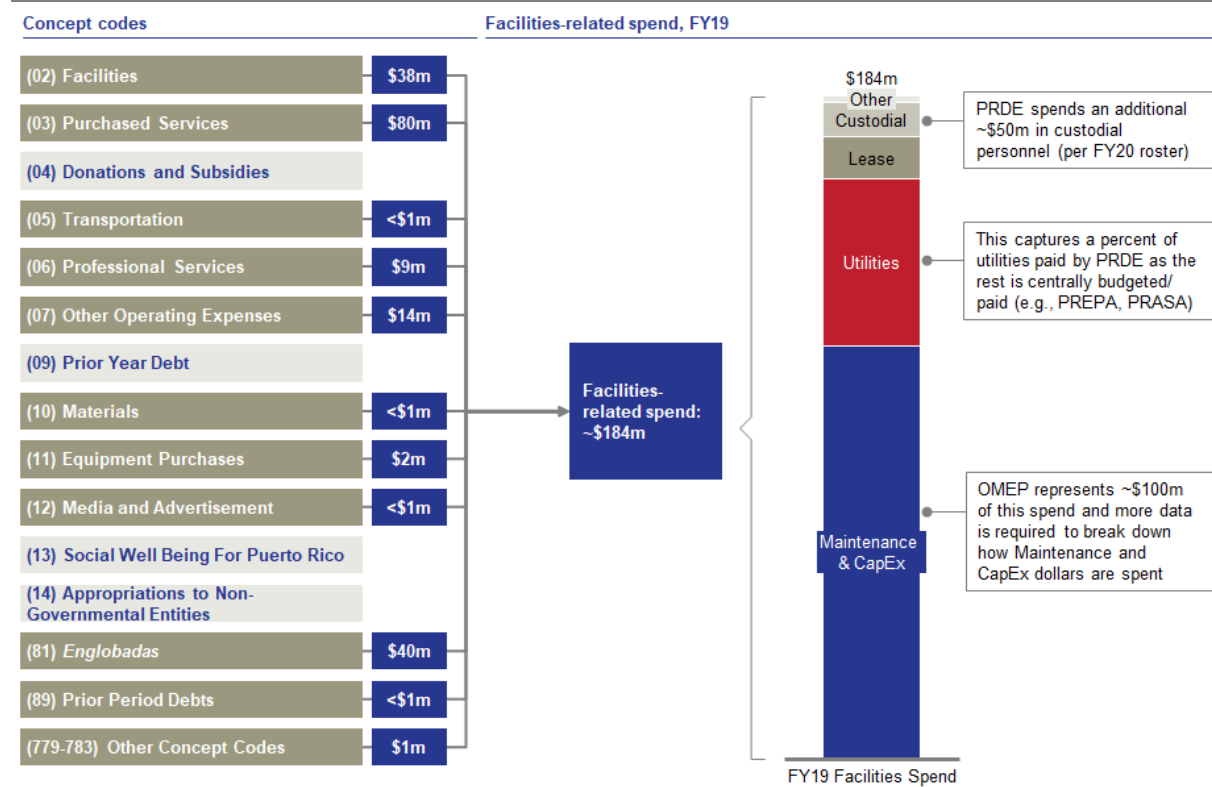 Concept codes
Facilities-related spend, FY19
(02) Facilities
$38m
(03) Purchased Services
$80m
(04) Donations and Subsidies
(05) Transportation
<$1m
(06) Professional Services
$9m
(07) Other Operating Expenses
$14m
(09) Prior Year Debt
(10) Materials
<$1m
(11) Equipment Purchases
$2m
(12) Media and Advertisement
<$1m
(13) Social Well Being For Puerto Rico
(14) Appropriations to Non-
Governmental Entities
(81) Englobadas
$40m
(89) Prior Period Debts
<$1m
(779-783) Other Concept Codes
$1m
Facilities-
related spend:
~$184m
$184m
Other
Custodial
Lease
Utilities
Maintenance
& CapEx
FY19 Facilities Spend
PRDE spends an additional
~$50m in custodial
personnel (per FY20 roster)
This captures a percent of
utilities paid by PRDE as the
rest is centrally budgeted/
paid (e.g., PREPA, PRASA)
OMEP represents ~$100m
of this spend and more data
is required to break down
how Maintenance and
CapEx dollars are spent